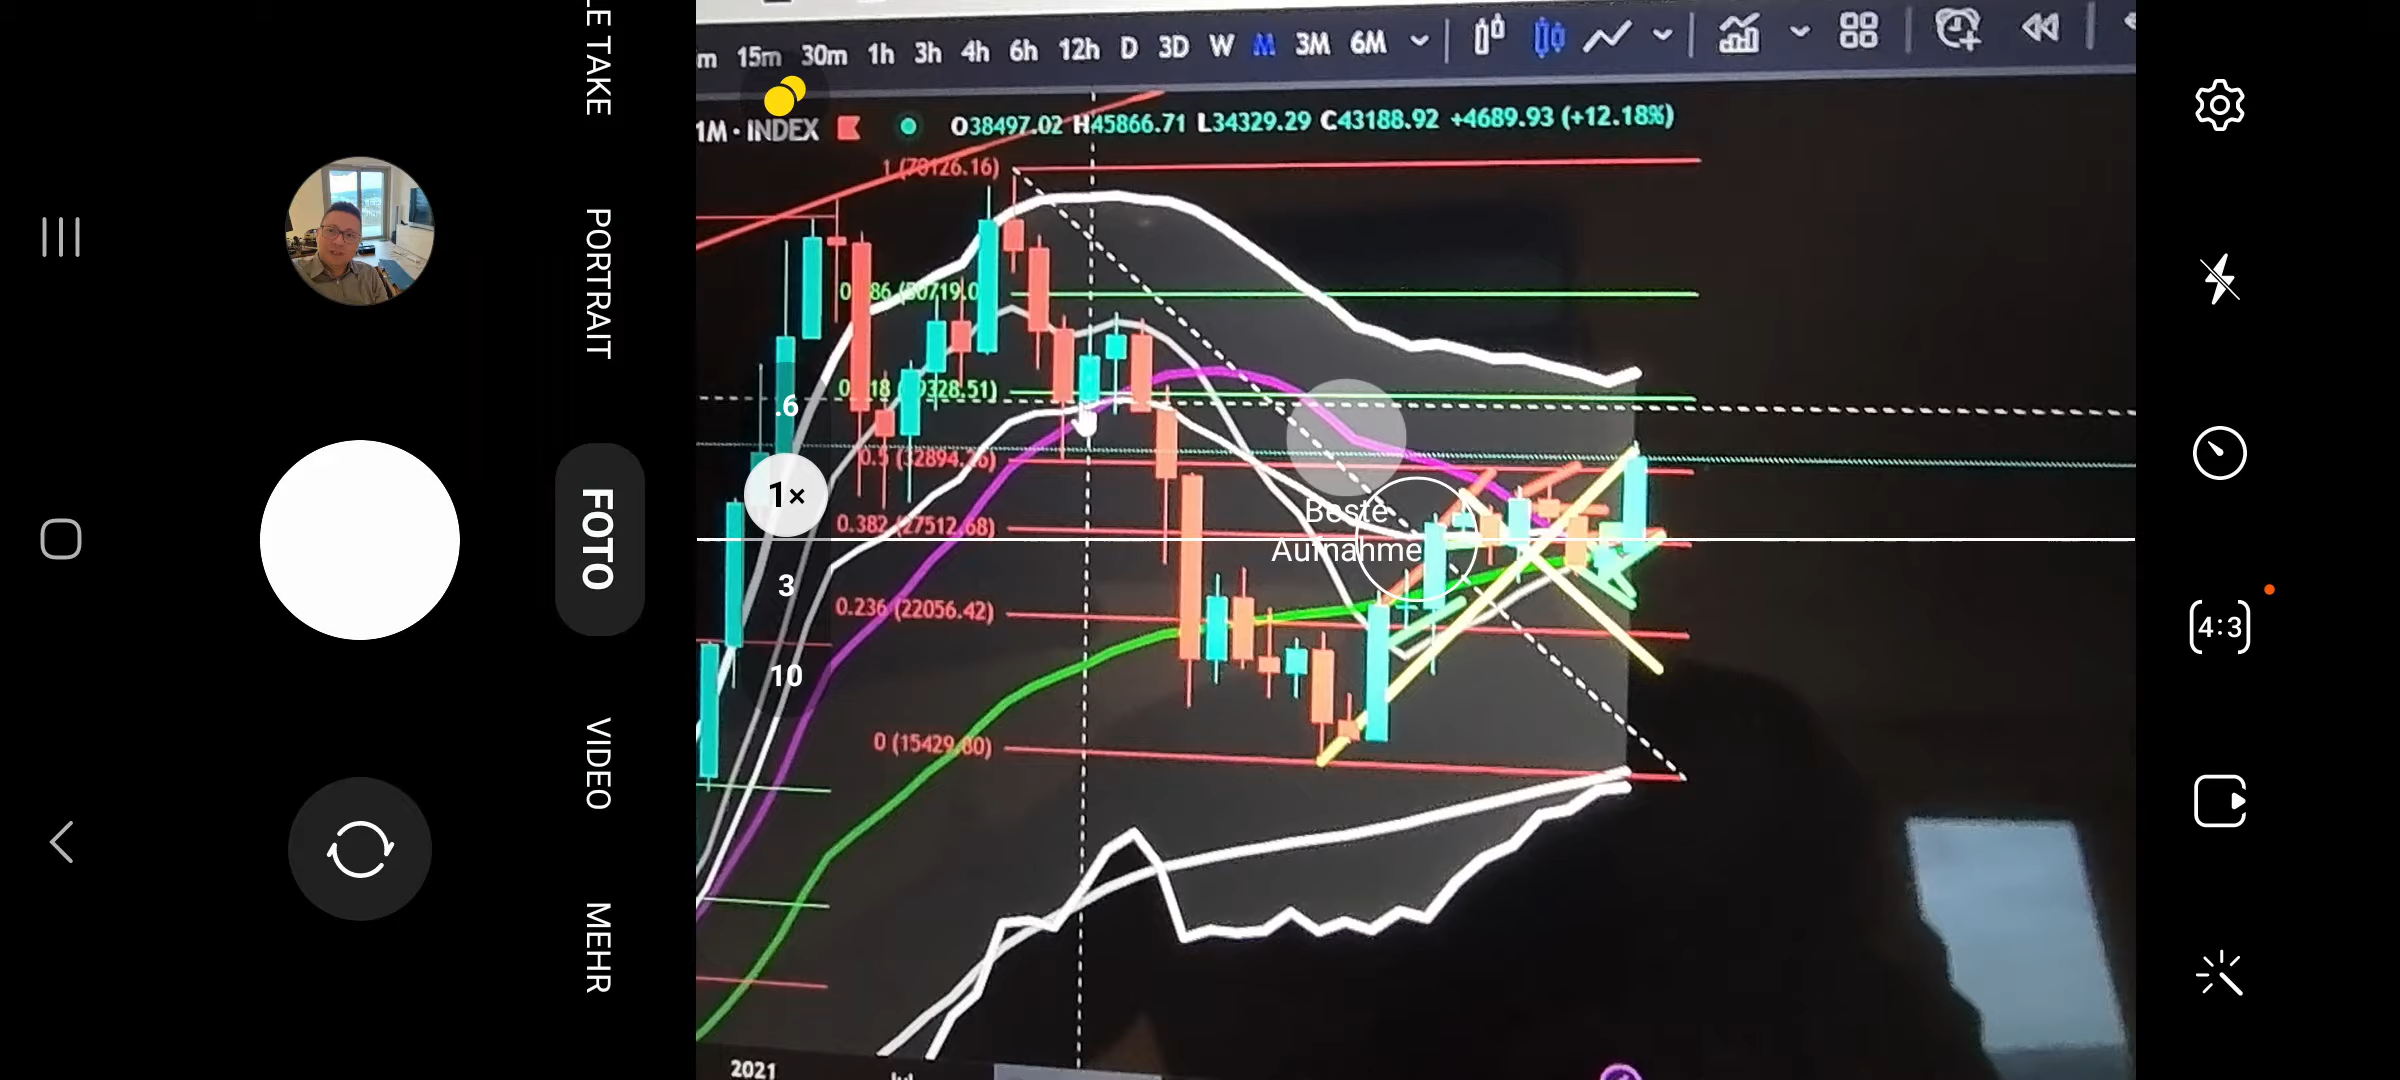 LE TAKE
PORTRAIT
FOTO
VIDEO
MEHR
.6
1×
3
10
m 15m 30m 1h 3h 4h 6h 12h D 3D W M 3M 6M
1M · INDEX O38497.02 H45866.71 L34329.29 C43188.92 +4689.93 (+12.18%)
1 (70126.16)
0.5 (32894.26)
0.382 (27512.68)
0.236 (22056.42)
0 (15429.00)
Beste
Aufnahme
2021
4:3